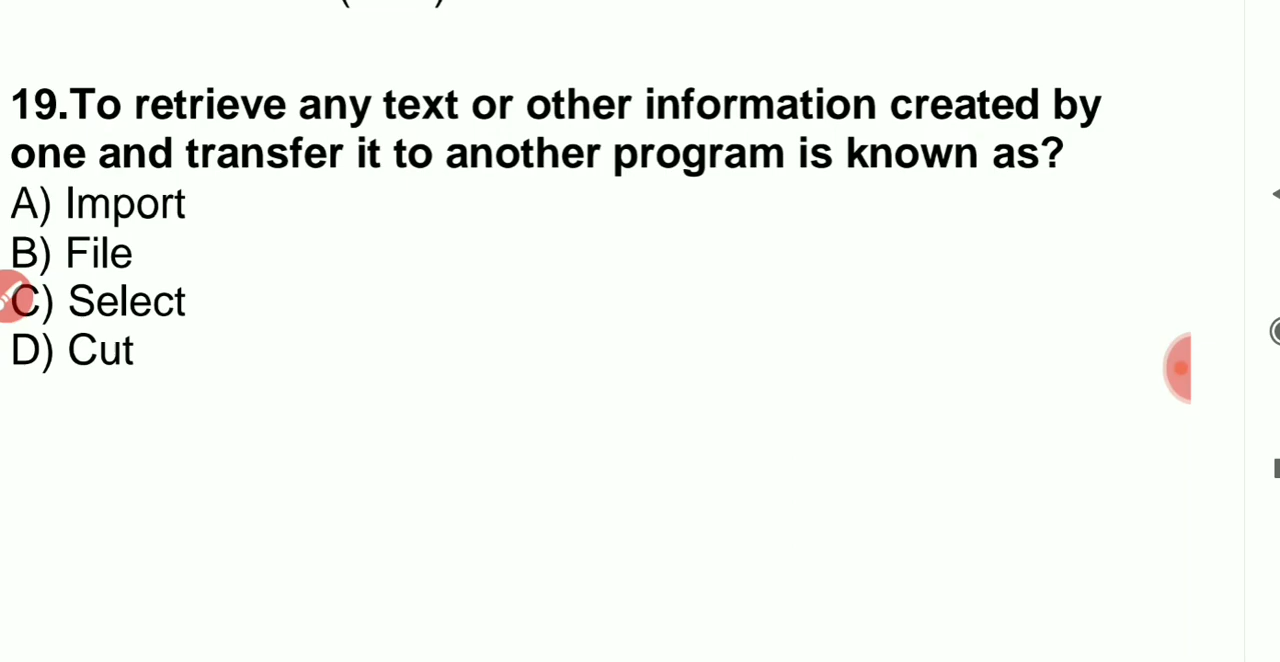 19.To retrieve any text or other information created by
one and transfer it to another program is known as?
A) Import
B) File
C) Select
D) Cut